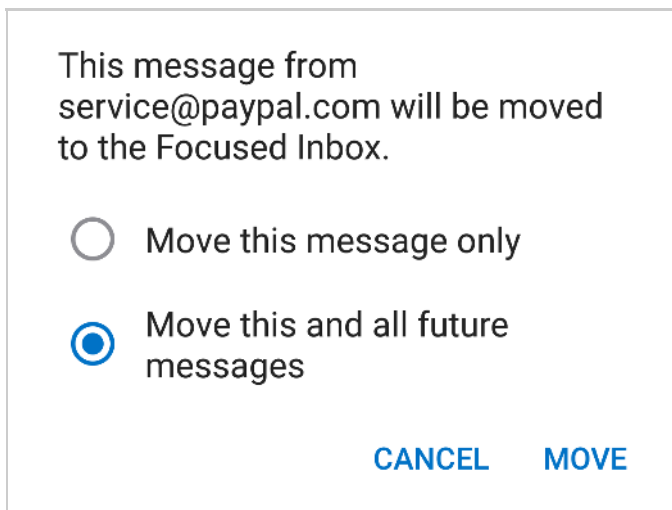 This message from
service@paypal.com will be moved
to the Focused Inbox.
Move this message only
Move this and all future
messages
CANCEL MOVE